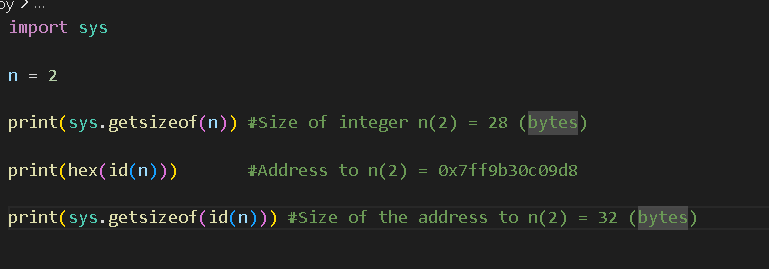 py > ...
import sys
n = 2
print(sys.getsizeof(n)) #Size of integer n(2) = 28 (bytes)
print(hex(id(n))) #Address to n(2) = 0x7ff9b30c09d8
print(sys.getsizeof(id(n))) #Size of the address to n(2) = 32 (bytes)